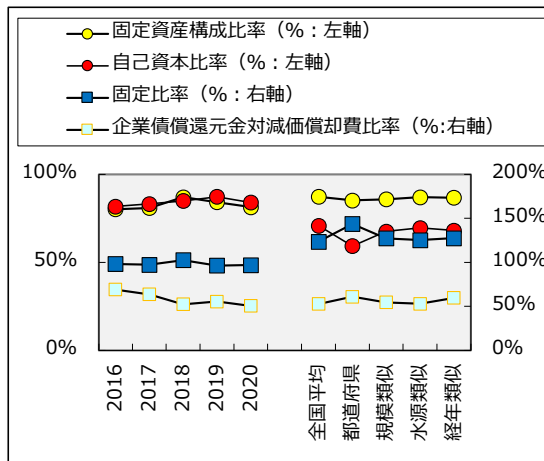 固定資産構成比率（%：左軸）
自己資本比率（%：左軸）
固定比率（%：右軸）
企業債償還元金対減価償却費比率（%:右軸）
100%
50%
0%
200%
150%
100%
50%
0%
2016
2017
2018
2019
2020
全国平均
都道府県
規模類似
水源類似
経年類似